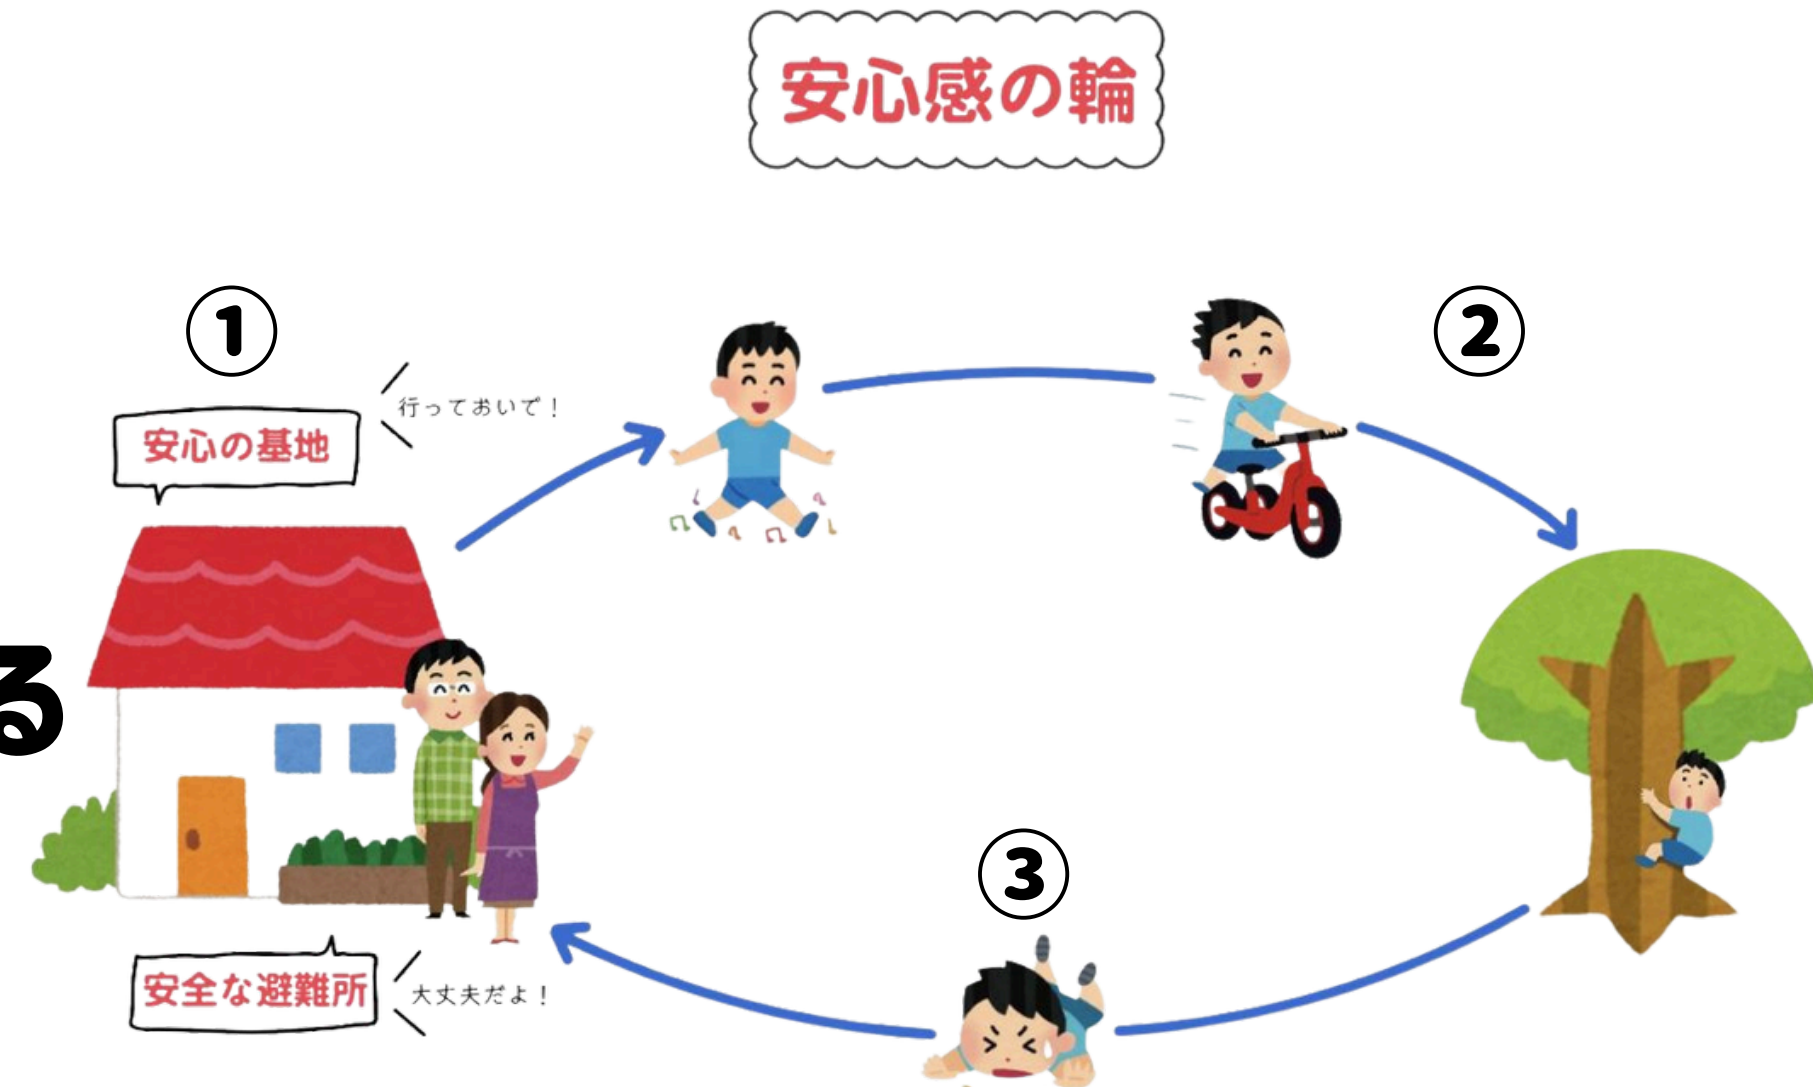 安心感の輪
①
②
行っておいで！
安心の基地
る
③
安全な避難所
大丈夫だよ！